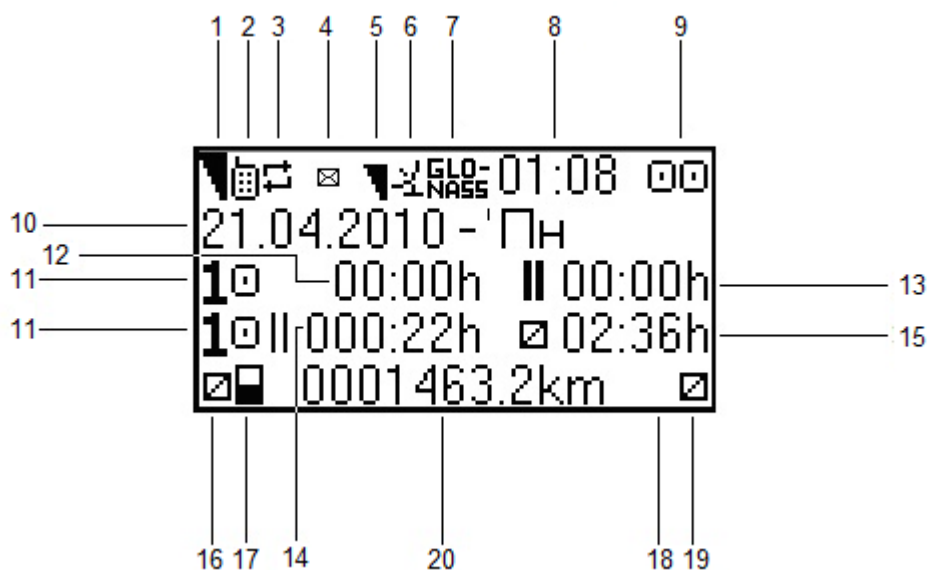 1 2 3 4 5 6 7 8 9
GLO-
NASS
01:08
10
21.04.2010 - Пн
12
11
1 00:00h 00:00h
13
11
1 000:22h 02:36h
15
0001463.2km
16 17 14 20 18 19